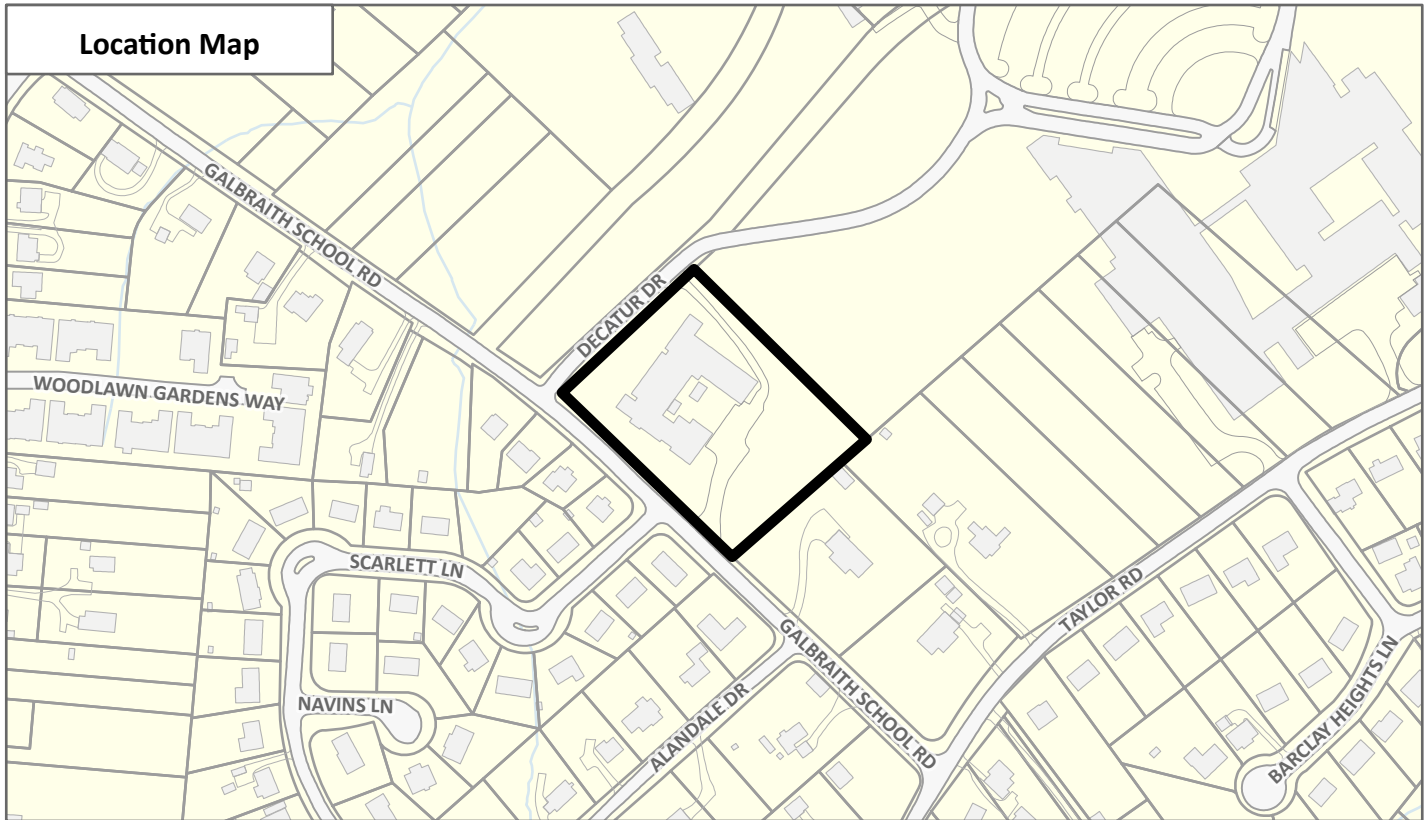 Location Map
GALBRAITH SCHOOL RD
DECATUR DR
WOODLAWN GARDENS WAY
SCARLETT LN
TAYLOR RD
NAVINS LN
GALBRAITH SCHOOL RD
ALANDALE DR
BARCLAY HEIGHTS LN